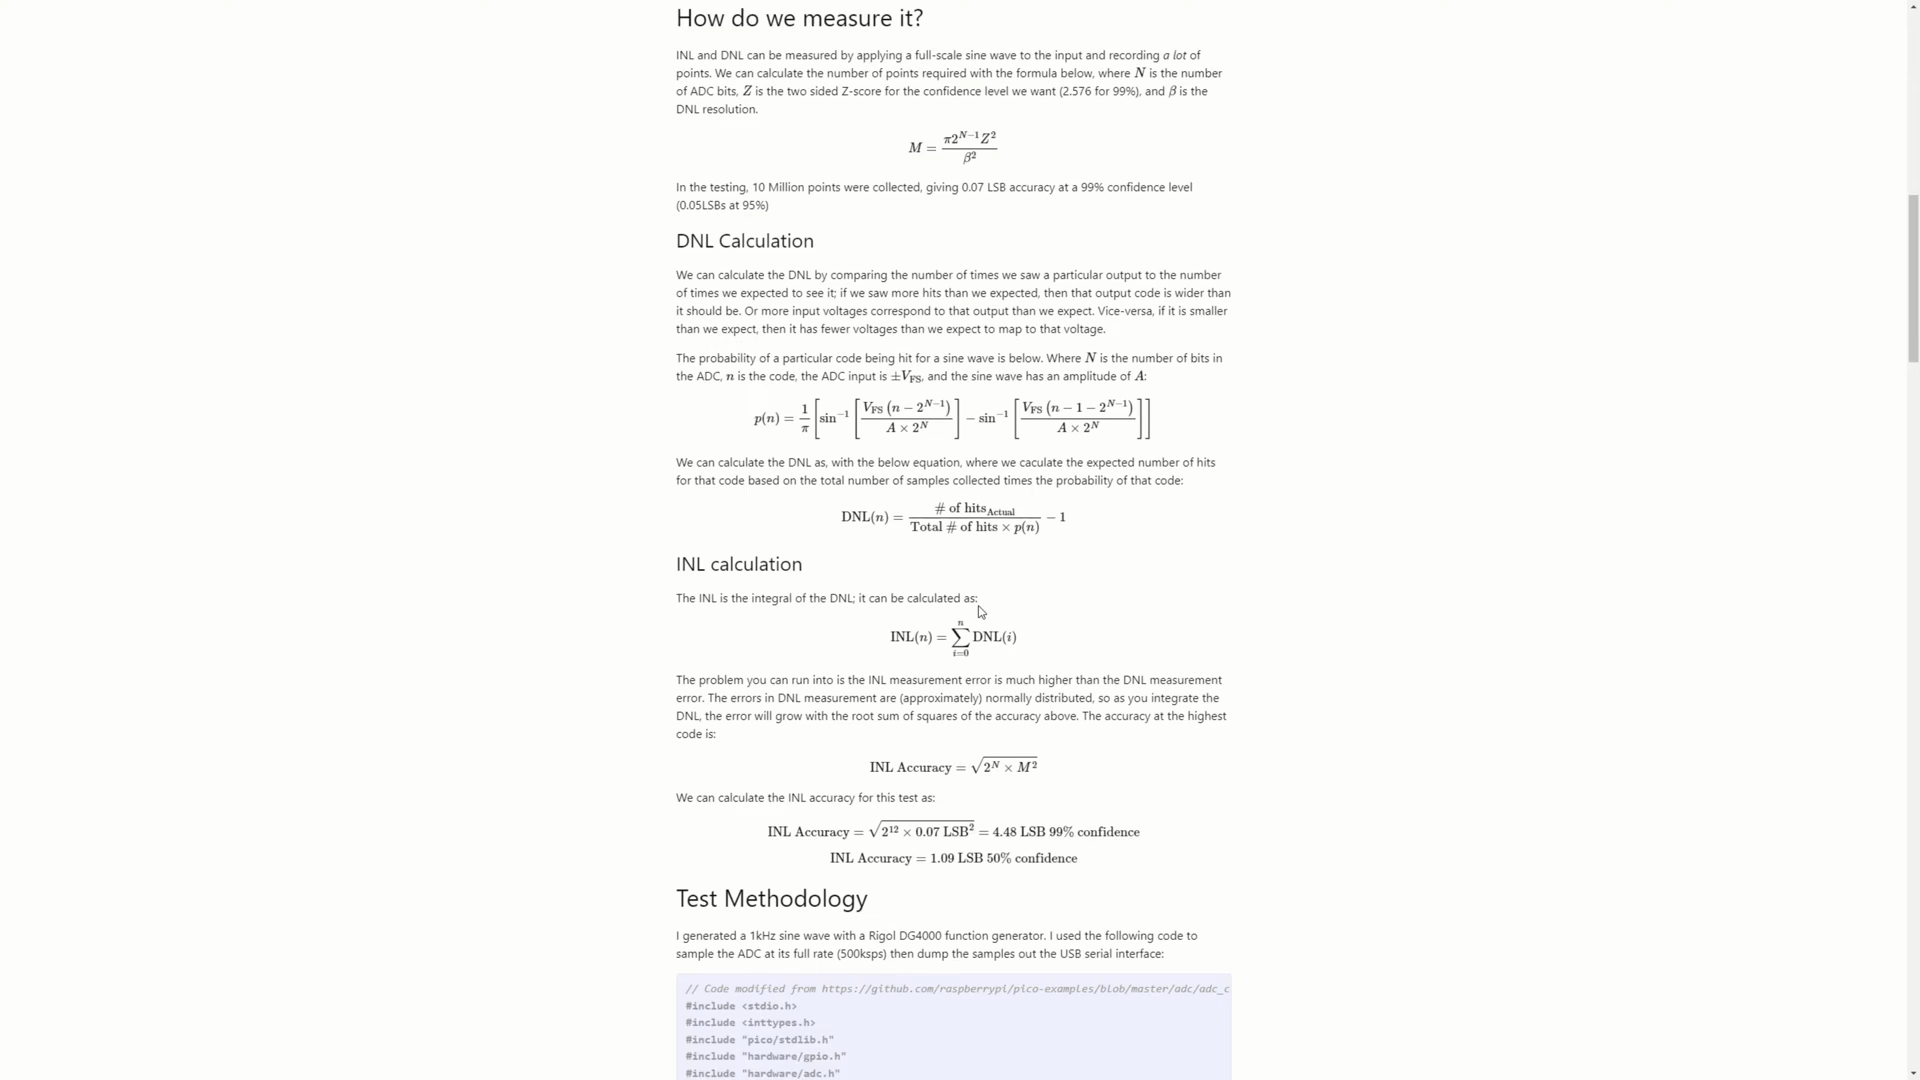 How do we measure it?
INL and DNL can be measured by applying a full-scale sine wave to the input and recording a lot of
points. We can calculate the number of points required with the formula below, where N is the number
of ADC bits, Z is the two sided Z-score for the confidence level we want (2.576 for 99%), and β is the
DNL resolution.
M = π2^{N−1}Z^2 / β^2
In the testing, 10 Million points were collected, giving 0.07 LSB accuracy at a 99% confidence level
(0.05LSBs at 95%)
DNL Calculation
We can calculate the DNL by comparing the number of times we saw a particular output to the number
of times we expected to see it; if we saw more hits than we expected, then that output code is wider than
it should be. Or more input voltages correspond to that output than we expect. Vice-versa, if it is smaller
than we expect, then it has fewer voltages than we expect to map to that voltage.
The probability of a particular code being hit for a sine wave is below. Where N is the number of bits in
the ADC, n is the code, the ADC input is ±V_FS, and the sine wave has an amplitude of A:
p(n) = 1/π [sin^{−1} [V_FS (n − 2^{N−1}) / A × 2^N] − sin^{−1} [V_FS (n − 1 − 2^{N−1}) / A × 2^N]]
We can calculate the DNL as, with the below equation, where we caculate the expected number of hits
for that code based on the total number of samples collected times the probability of that code:
DNL(n) = # of hits_Actual / Total # of hits × p(n) − 1
INL calculation
The INL is the integral of the DNL; it can be calculated as:
INL(n) = ∑_{i=0}^{n} DNL(i)
The problem you can run into is the INL measurement error is much higher than the DNL measurement
error. The errors in DNL measurement are (approximately) normally distributed, so as you integrate the
DNL, the error will grow with the root sum of squares of the accuracy above. The accuracy at the highest
code is:
INL Accuracy = √(2^N × M^2)
We can calculate the INL accuracy for this test as:
INL Accuracy = √(2^{12} × 0.07 LSB^2) = 4.48 LSB 99% confidence
INL Accuracy = 1.09 LSB 50% confidence
Test Methodology
I generated a 1kHz sine wave with a Rigol DG4000 function generator. I used the following code to
sample the ADC at its full rate (500ksps) then dump the samples out the USB serial interface:
// Code modified from https://github.com/raspberrypi/pico-examples/blob/master/adc/adc_c
#include <stdio.h>
#include <inttypes.h>
#include "pico/stdlib.h"
#include "hardware/gpio.h"
#include "hardware/adc.h"